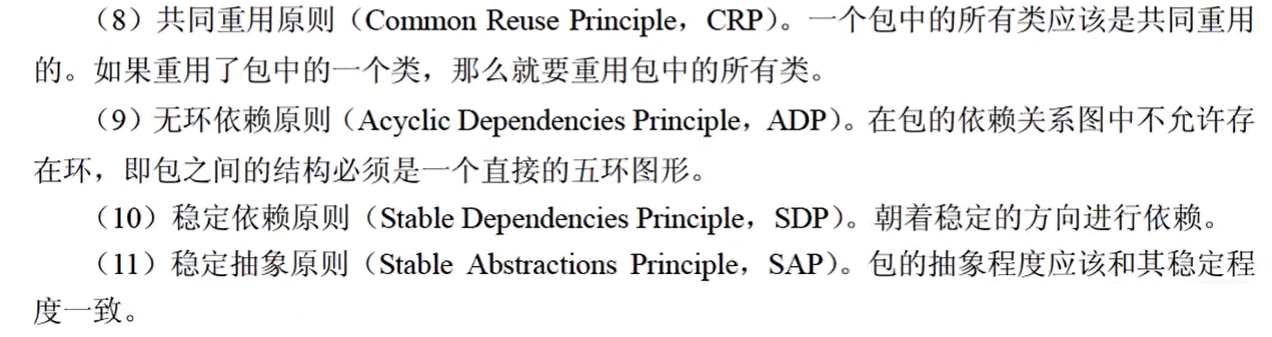 （8）共同重用原则（Common Reuse Principle，CRP）。一个包中的所有类应该是共同重用
的。如果重用了包中的一个类，那么就要重用包中的所有类。
（9）无环依赖原则（Acyclic Dependencies Principle，ADP）。在包的依赖关系图中不允许存
在环，即包之间的结构必须是一个直接的五环图形。
（10）稳定依赖原则（Stable Dependencies Principle，SDP）。朝着稳定的方向进行依赖。
（11）稳定抽象原则（Stable Abstractions Principle，SAP）。包的抽象程度应该和其稳定程
度一致。